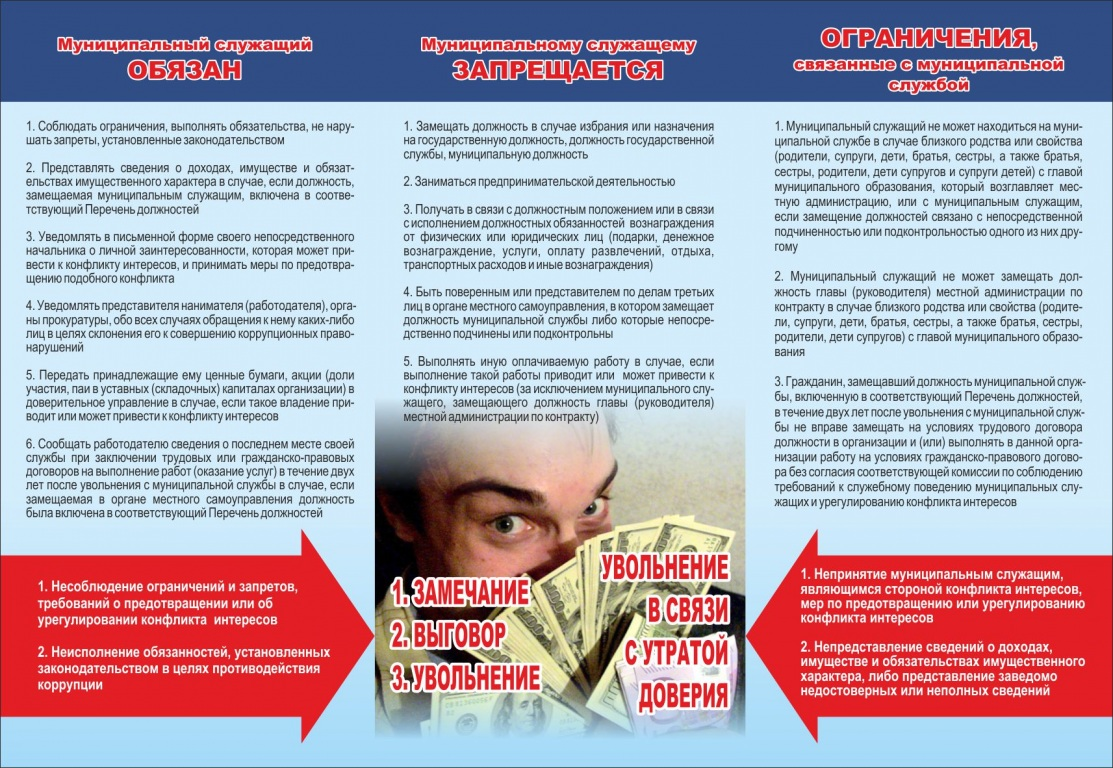 Муниципальный служащий
ОБЯЗАН
1. Соблюдать ограничения, выполнять обязательства, не нару-
шать запреты, установленные законодательством
2. Представлять сведения о доходах, имуществе и обязат-
ельствах имущественного характера в случае, если должность,
замещаемая муниципальным служащим, включена в соотве-
тствующий Перечень должностей
3. Уведомлять в письменной форме своего непосредственного
начальника о личной заинтересованности, которая может при-
вести к конфликту интересов, и принимать меры по предотвра-
щению подобного конфликта
4. Уведомлять представителя нанимателя (работодателя), орга-
ны прокуратуры, обо всех случаях обращения к нему каких-либо
лиц в целях склонения его к совершению коррупционных право-
нарушений
5. Передать принадлежащие ему ценные бумаги, акции (доли
участия, паи в уставных (складочных) капиталах организации) в
доверительное управление в случае, если такое владение при-
водит или может привести к конфликту интересов
6. Сообщать работодателю сведения о последнем месте своей
службы при заключении трудовых или гражданско-правовых
договоров на выполнение работ (оказание услуг) в течение двух
лет после увольнения с муниципальной службы в случае, если
замещаемая в органе местного самоуправления должность
была включена в соответствующий Перечень должностей
1. Несоблюдение ограничений и запретов,
требований о предотвращении или об
урегулировании конфликта интересов
2. Неисполнение обязанностей, установленных
законодательством в целях противодействия
коррупции
Муниципальному служащему
ЗАПРЕЩАЕТСЯ
1. Замещать должность в случае избрания или назначения
на государственную должность, должность государственной
службы, муниципальную должность
2. Заниматься предпринимательской деятельностью
3. Получать в связи с должностным положением или в связи
с исполнением должностных обязанностей вознаграждения
от физических или юридических лиц (подарки, денежное
вознаграждение, услуги, оплату развлечений, отдыха,
транспортных расходов и иные вознаграждения)
4. Быть поверенным или представителем по делам третьих
лиц в органе местного самоуправления, в котором замещает
должность муниципальной службы либо которые непосре-
дственно подчинены или подконтрольны
5. Выполнять иную оплачиваемую работу в случае, если
выполнение такой работы приводит или может привести к
конфликту интересов (за исключением муниципального слу-
жащего, замещающего должность главы (руководителя)
местной администрации по контракту)
1. ЗАМЕЧАНИЕ
2. ВЫГОВОР
3. УВОЛЬНЕНИЕ
УВОЛЬНЕНИЕ
В СВЯЗИ
С УТРАТОЙ
ДОВЕРИЯ
ОГРАНИЧЕНИЯ,
связанные с муниципальной
службой
1. Муниципальный служащий не может находиться на муни-
ципальной службе в случае близкого родства или свойства
(родители, супруги, дети, братья, сестры, а также братья,
сестры, родители, дети супругов и супруги детей) с главой
муниципального образования, который возглавляет мес-
тную администрацию, или с муниципальным служащим,
если замещение должностей связано с непосредственной
подчиненностью или подконтрольностью одного из них дру-
гому
2. Муниципальный служащий не может замещать дол-
жность главы (руководителя) местной администрации по
контракту в случае близкого родства или свойства (родите-
ли, супруги, дети, братья, сестры, а также братья, сестры,
родители, дети супругов) с главой муниципального образо-
вания
3. Гражданин, замещавший должность муниципальной служ-
бы, включенную в соответствующий Перечень должностей,
в течение двух лет после увольнения с муниципальной служ-
бы не вправе замещать на условиях трудового договора
должности в организации и (или) выполнять в данной орга-
низации работу на условиях гражданско-правового догово-
ра без согласия соответствующей комиссии по соблюдению
требований к служебному поведению муниципальных слу-
жащих и урегулированию конфликта интересов
1. Непринятие муниципальным служащим,
являющимся стороной конфликта интересов,
мер по предотвращению или урегулированию
конфликта интересов
2. Непредставление сведений о доходах,
имуществе и обязательствах имущественного
характера, либо представление заведомо
недостоверных или неполных сведений